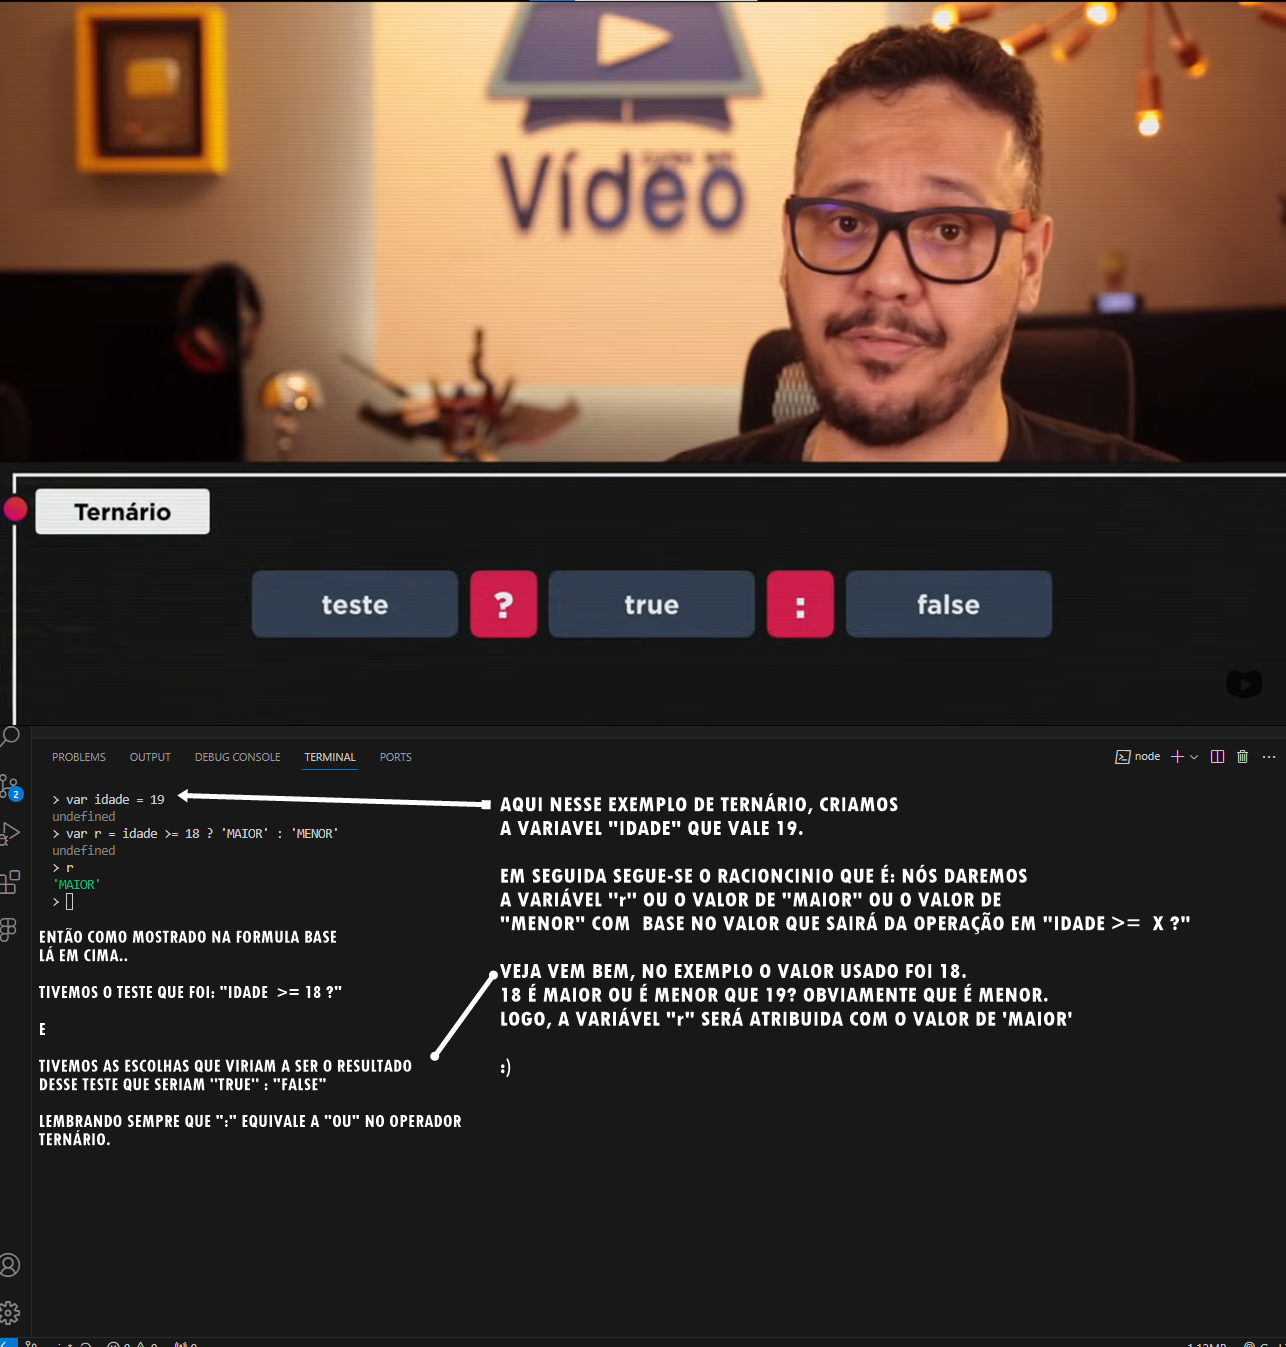 Vídeo
Ternário
teste ? true : false
PROBLEMS OUTPUT DEBUG CONSOLE TERMINAL PORTS
node
2
> var idade = 19
undefined
> var r = idade >= 18 ? 'MAIOR' : 'MENOR'
undefined
> r
'MAIOR'
>
AQUI NESSE EXEMPLO DE TERNÁRIO, CRIAMOS
A VARIAVEL "IDADE" QUE VALE 19.
EM SEGUIDA SEGUE-SE O RACIONCINIO QUE É: NÓS DAREMOS
A VARIÁVEL "r" OU O VALOR DE "MAIOR" OU O VALOR DE
"MENOR" COM BASE NO VALOR QUE SAIRÁ DA OPERAÇÃO EM "IDADE >= X ?"
VEJA VEM BEM, NO EXEMPLO O VALOR USADO FOI 18.
18 É MAIOR OU É MENOR QUE 19? OBVIAMENTE QUE É MENOR.
LOGO, A VARIÁVEL "r" SERÁ ATRIBUIDA COM O VALOR DE 'MAIOR'
:)
ENTÃO COMO MOSTRADO NA FORMULA BASE
LÁ EM CIMA..
TIVEMOS O TESTE QUE FOI: "IDADE >= 18 ?"
E
TIVEMOS AS ESCOLHAS QUE VIRIAM A SER O RESULTADO
DESSE TESTE QUE SERIAM "TRUE" : "FALSE"
LEMBRANDO SEMPRE QUE ":" EQUIVALE A "OU" NO OPERADOR
TERNÁRIO.